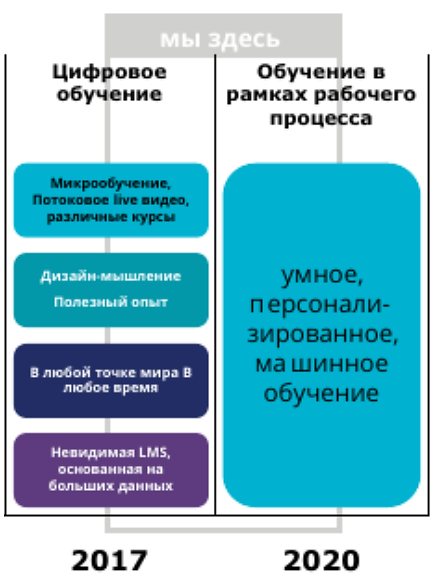 мы здесь
Цифровое
обучение
Микрообучение,
Потоковое live видео,
различные курсы
Дизайн-мышление
Полезный опыт
В любой точке мира В
любое время
Невидимая LMS,
основанная на
больших данных
2017
Обучение в
рамках рабочего
процесса
умное,
персонали-
зированное,
машинное
обучение
2020